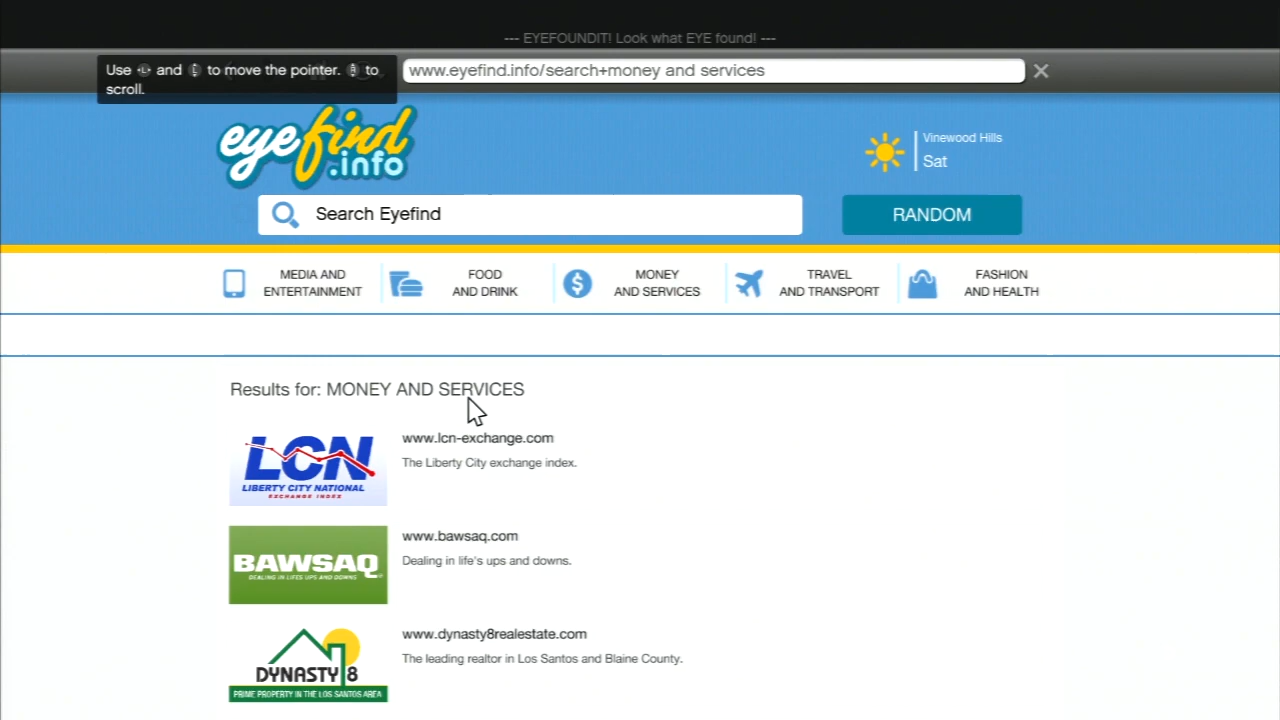 --- EYEFOUNDIT! Look what EYE found! ---
Use L and L to move the pointer. R to
scroll.
www.eyefind.info/search+money and services
eyefind
.info
Vinewood Hills
Sat
Search Eyefind
RANDOM
MEDIA AND
ENTERTAINMENT
FOOD
AND DRINK
MONEY
AND SERVICES
TRAVEL
AND TRANSPORT
FASHION
AND HEALTH
Results for: MONEY AND SERVICES
LCN
LIBERTY CITY NATIONAL
EXCHANGE INDEX
www.lcn-exchange.com
The Liberty City exchange index.
BAWSAQ
DEALING IN LIFES UPS AND DOWNS
www.bawsaq.com
Dealing in life's ups and downs.
DYNASTY 8
PRIME PROPERTY IN THE LOS SANTOS AREA
www.dynasty8realestate.com
The leading realtor in Los Santos and Blaine County.